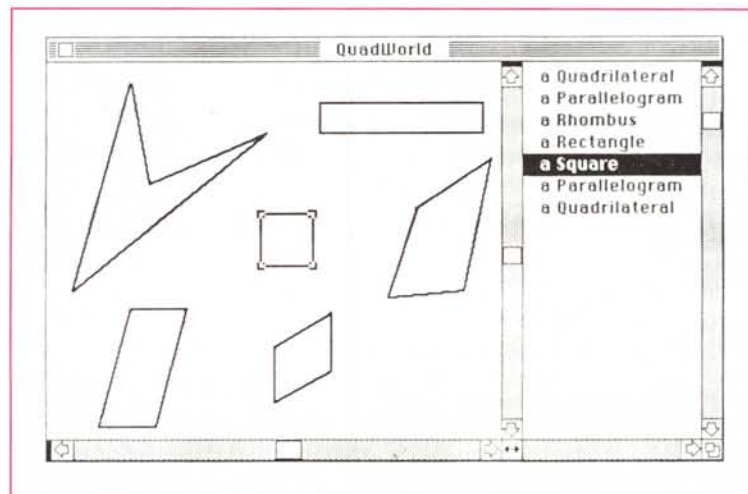 QuadWorld
a Quadrilateral
a Parallelogram
a Rhombus
a Rectangle
a Square
a Parallelogram
a Quadrilateral